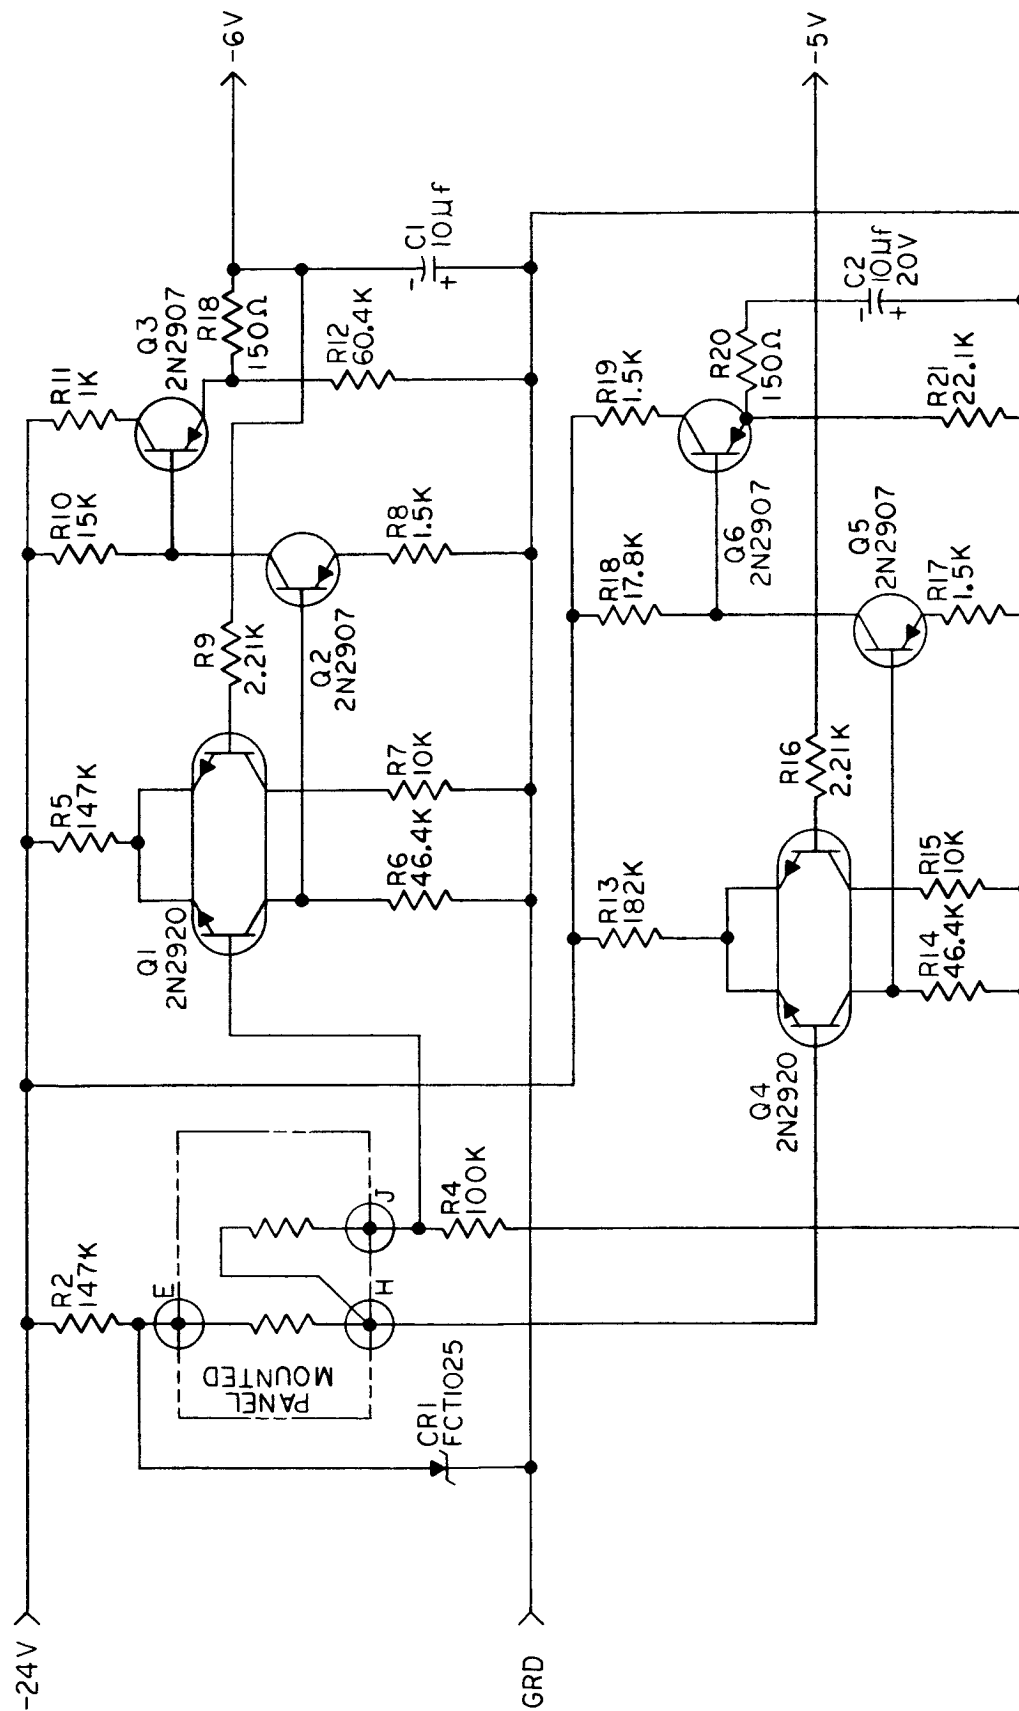 -24V
GRD
R2
147K
E
PANEL
MOUNTED
H
J
CR1
FCT1025
R4
100K
Q1
2N2920
R5
147K
R6
46.4K
R7
10K
R9
2.21K
Q2
2N2907
R10
15K
R8
1.5K
R11
1K
Q3
2N2907
R18
150Ω
R12
60.4K
-
C1
10µf
+
-6V
Q4
2N2920
R13
182K
R14
46.4K
R15
10K
R16
2.21K
R18
17.8K
Q5
2N2907
R17
1.5K
Q6
2N2907
R19
1.5K
R20
150Ω
R21
22.1K
-
C2
10µf
20V
+
-5V